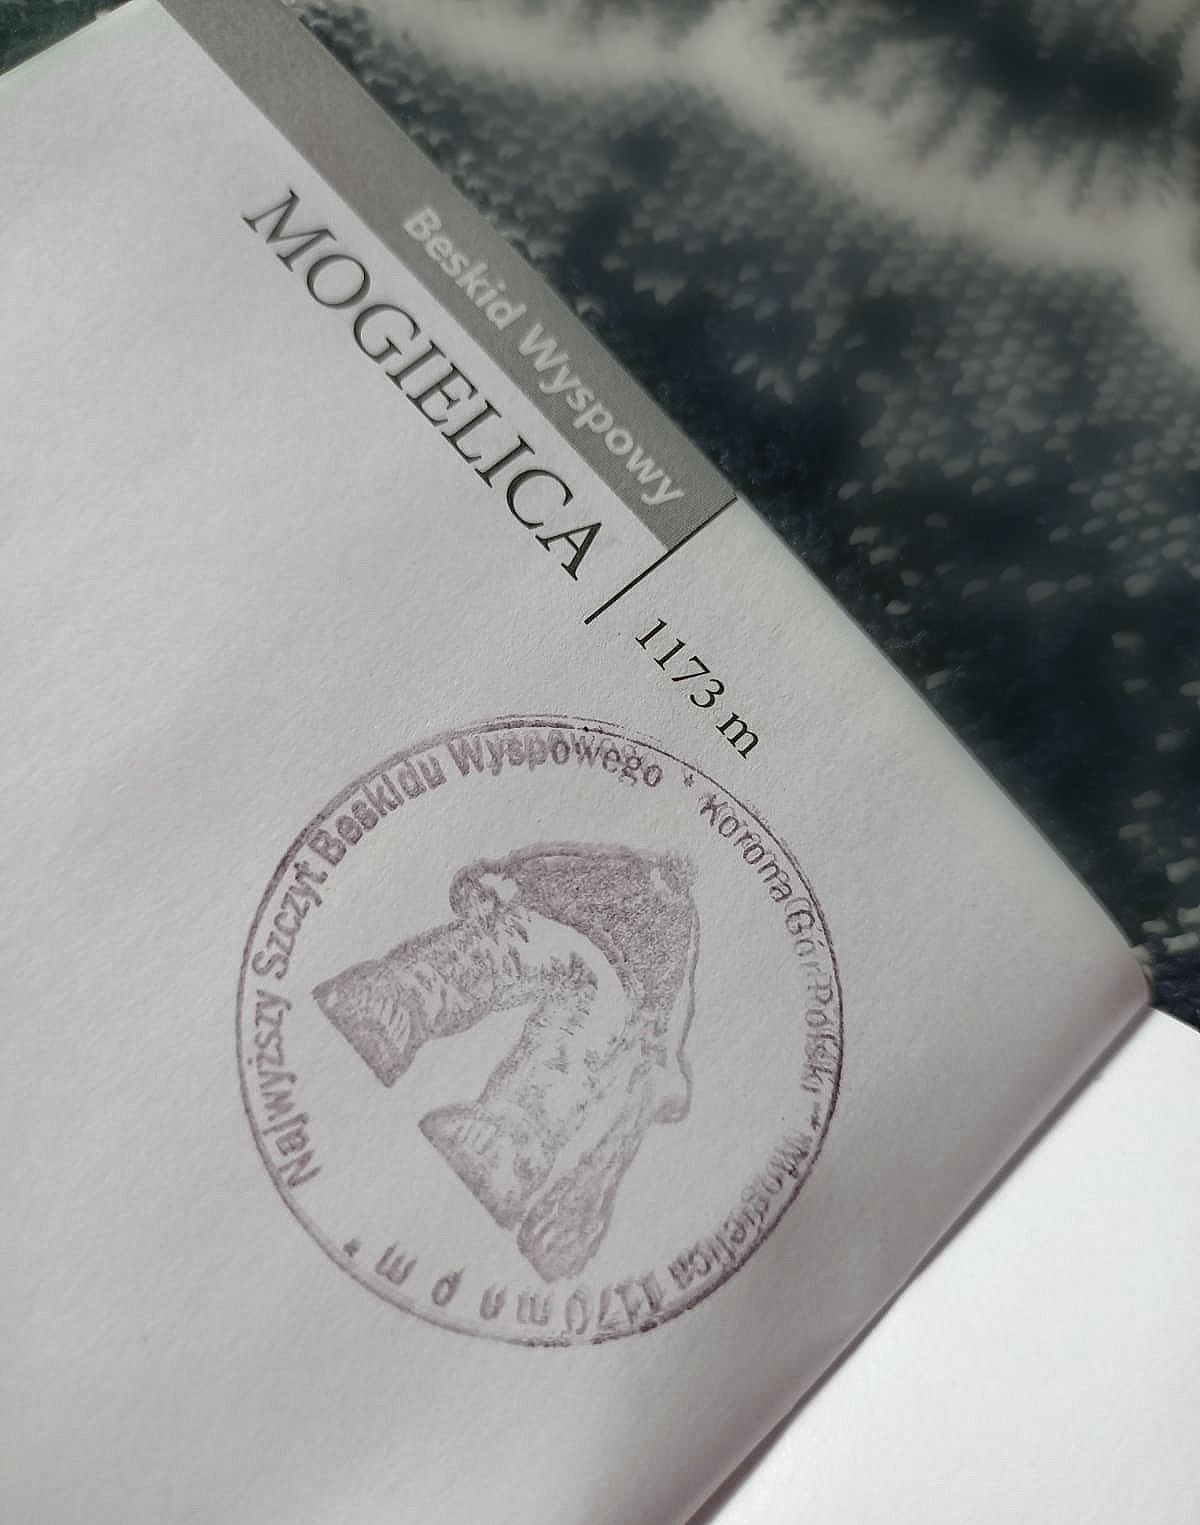 Beskid Wyspowy
MOGIELICA
1173 m
Najwyższy Szczyt Beskidu Wyspowego * Korona Gór Polski * Mogielica 1170 m n p m *